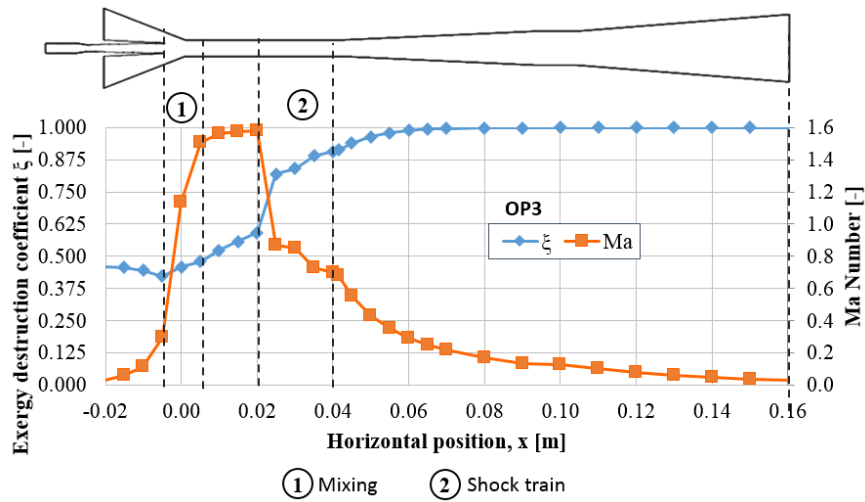 1
2
Exergy destruction coefficient ξ [-]
1.000
0.875
0.750
0.625
0.500
0.375
0.250
0.125
0.000
OP3
ξ Ma
1.6
1.4
1.2
1.0
0.8
0.6
0.4
0.2
0.0
Ma Number [-]
-0.02 0.00 0.02 0.04 0.06 0.08 0.10 0.12 0.14 0.16
Horizontal position, x [m]
1 Mixing 2 Shock train